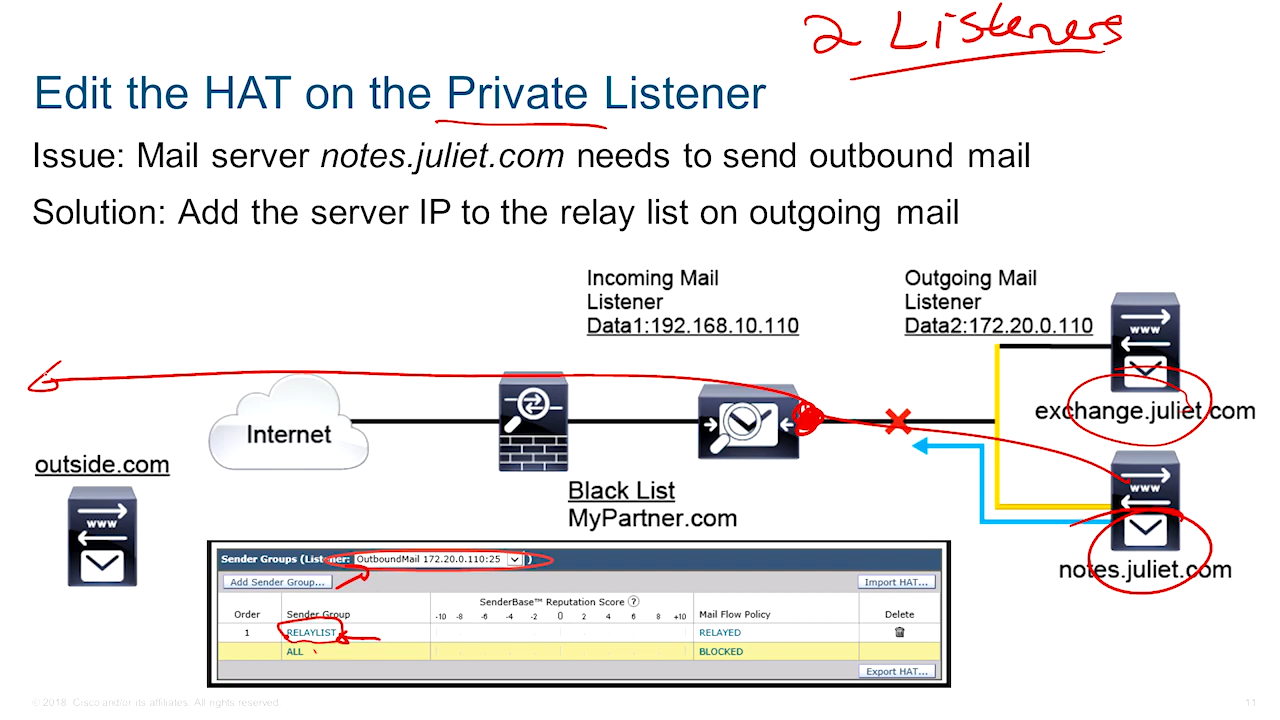 2 Listeners
Edit the HAT on the Private Listener
Issue: Mail server notes.juliet.com needs to send outbound mail
Solution: Add the server IP to the relay list on outgoing mail
Incoming Mail
Listener
Data1:192.168.10.110
Outgoing Mail
Listener
Data2:172.20.0.110
www
exchange.juliet.com
Internet
outside.com
www
Black List
MyPartner.com
www
notes.juliet.com
Sender Groups (Listener: OutboundMail 172.20.0.110:25 )
Add Sender Group... Import HAT...
SenderBase™ Reputation Score ?
Order Sender Group -10 -8 -6 -4 -2 0 2 4 6 8 +10 Mail Flow Policy Delete
1 RELAYLIST RELAYED
ALL BLOCKED
Export HAT...
© 2018 Cisco and/or its affiliates. All rights reserved. 11